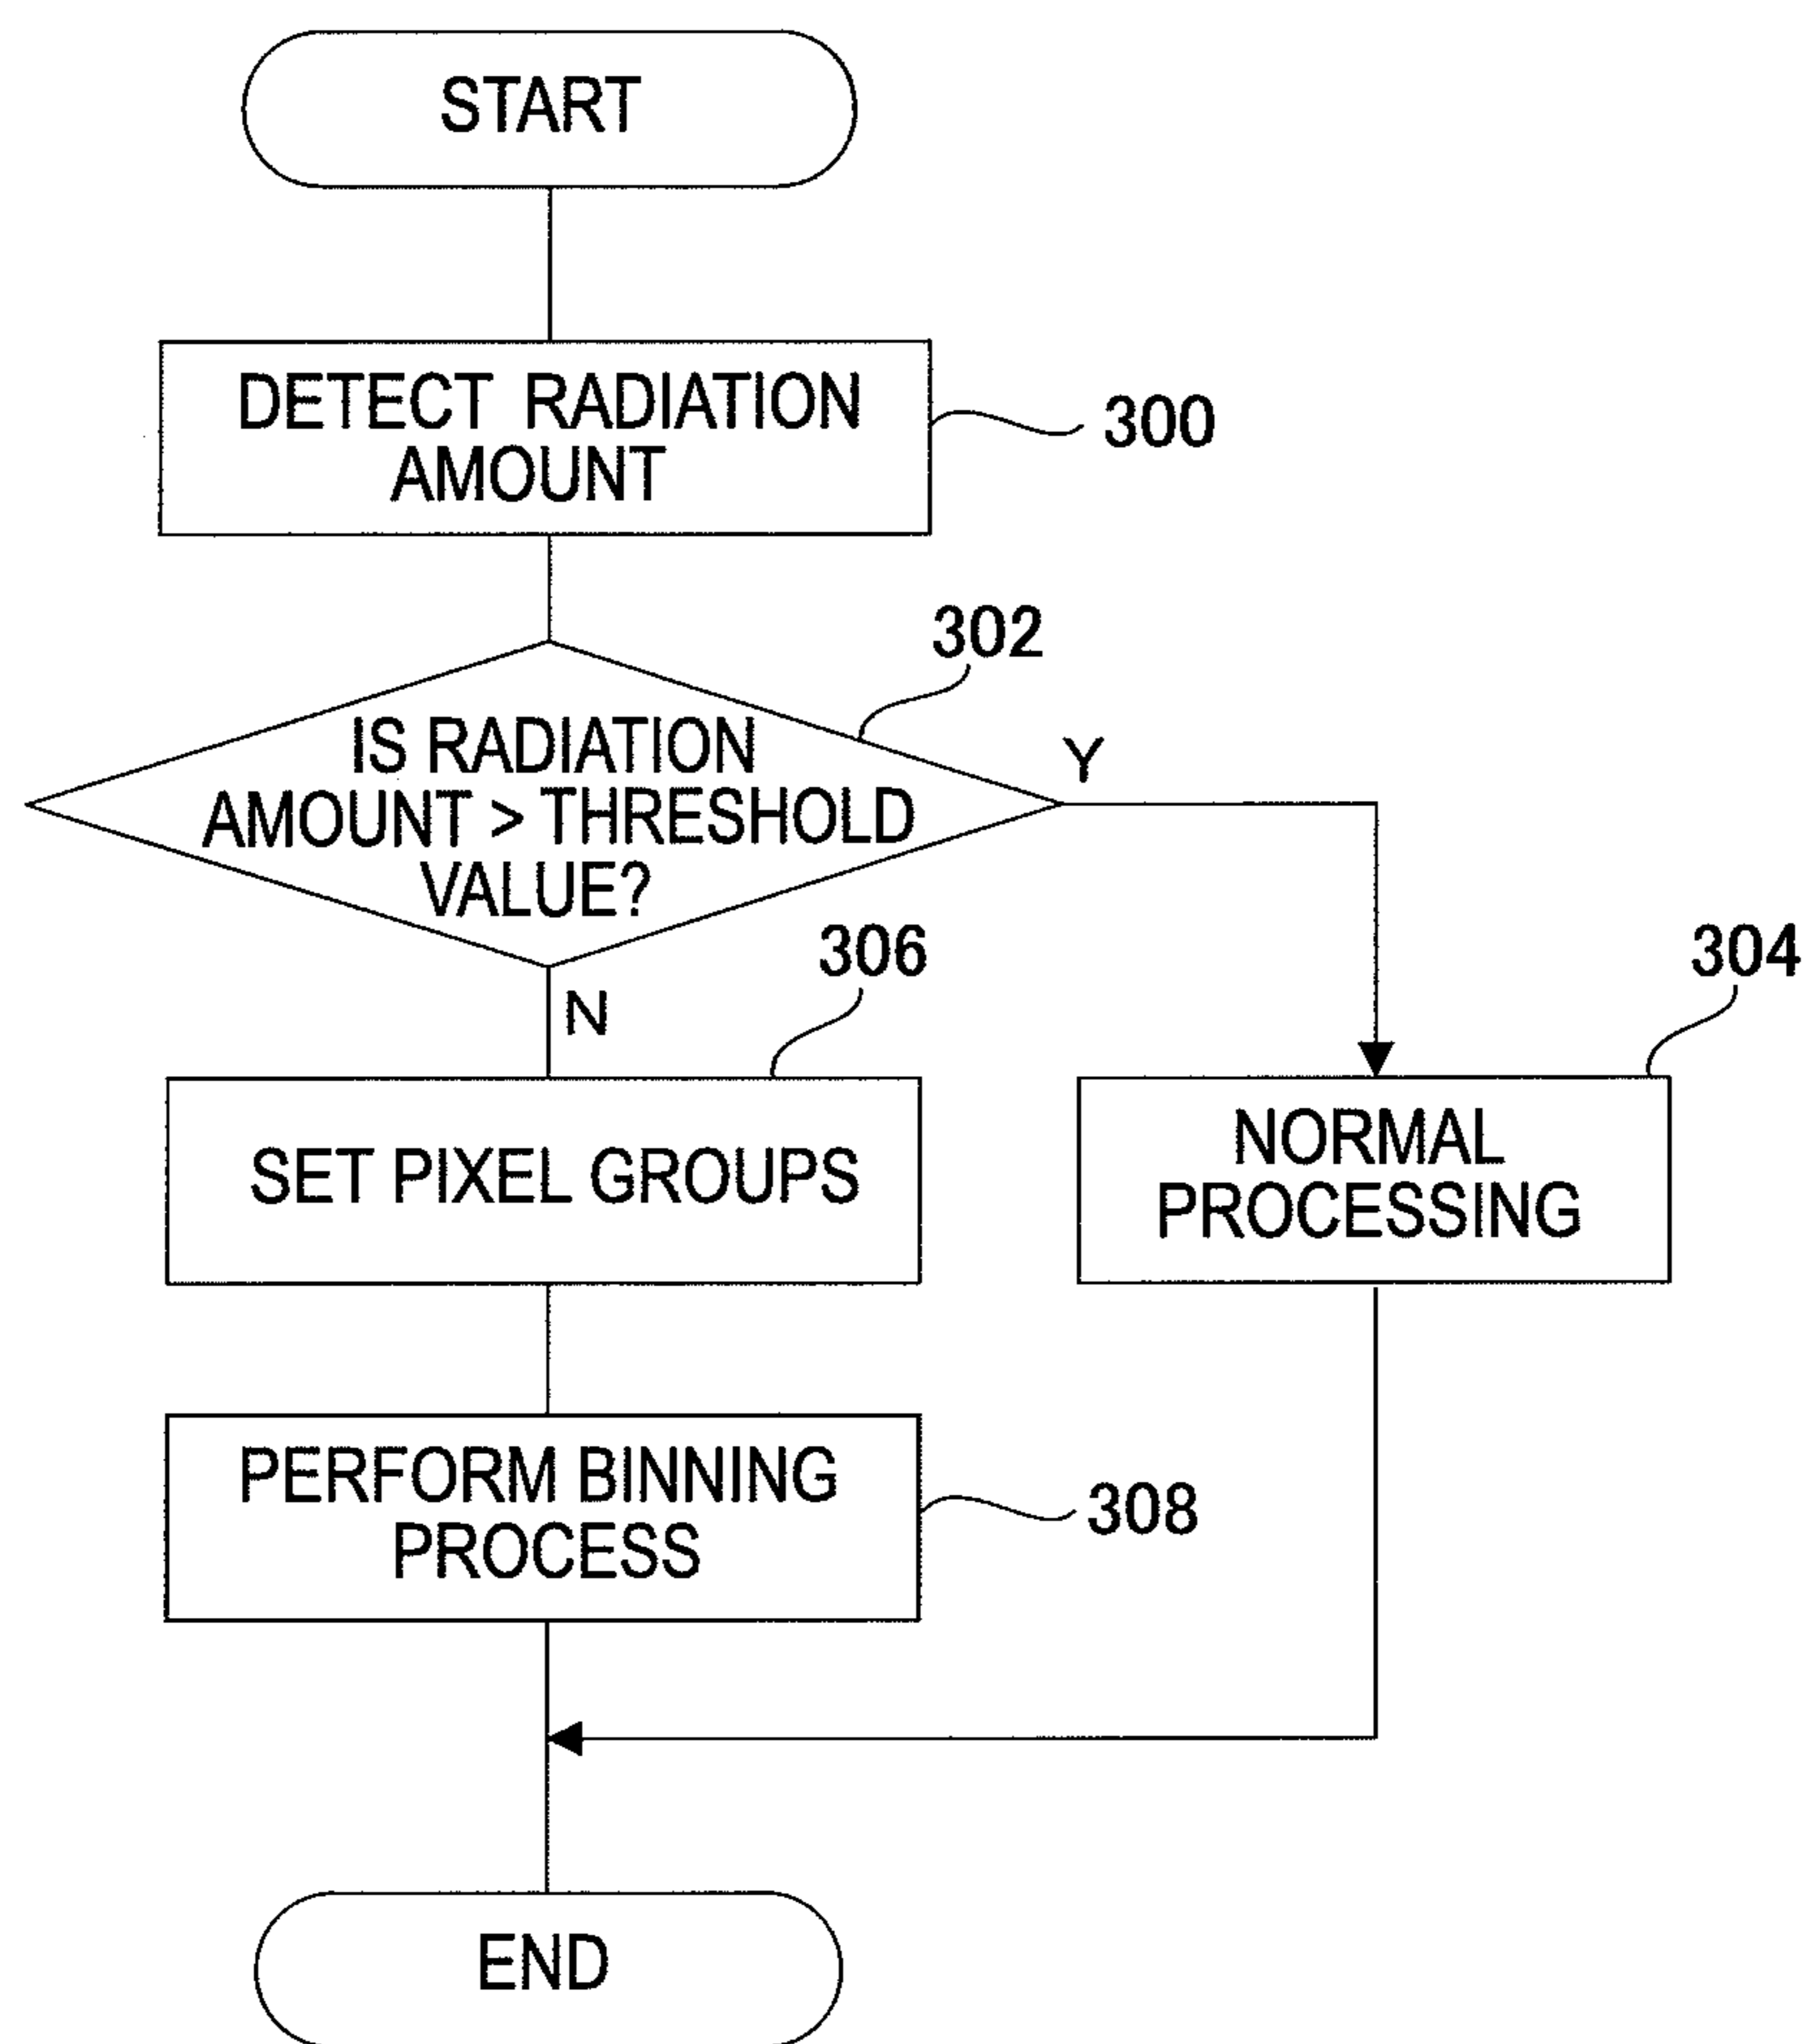 START
DETECT RADIATION
AMOUNT
300
302
IS RADIATION
AMOUNT > THRESHOLD
VALUE?
Y
N
306
304
SET PIXEL GROUPS
NORMAL
PROCESSING
PERFORM BINNING
PROCESS
308
END